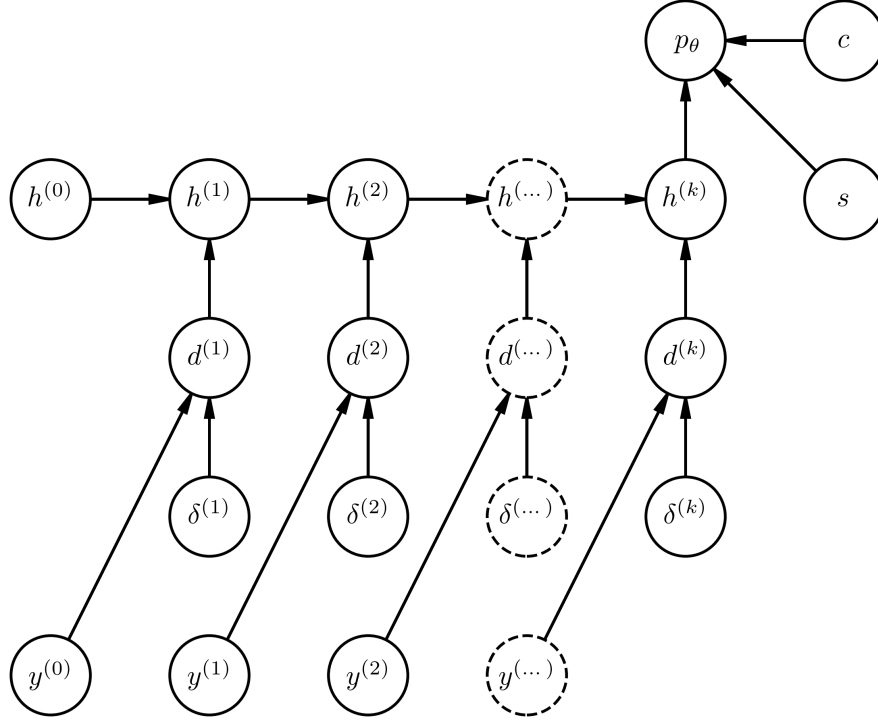 p_θ c
h^(0) h^(1) h^(2) h^(...) h^(k) s
d^(1) d^(2) d^(...) d^(k)
δ^(1) δ^(2) δ^(...) δ^(k)
y^(0) y^(1) y^(2) y^(...)